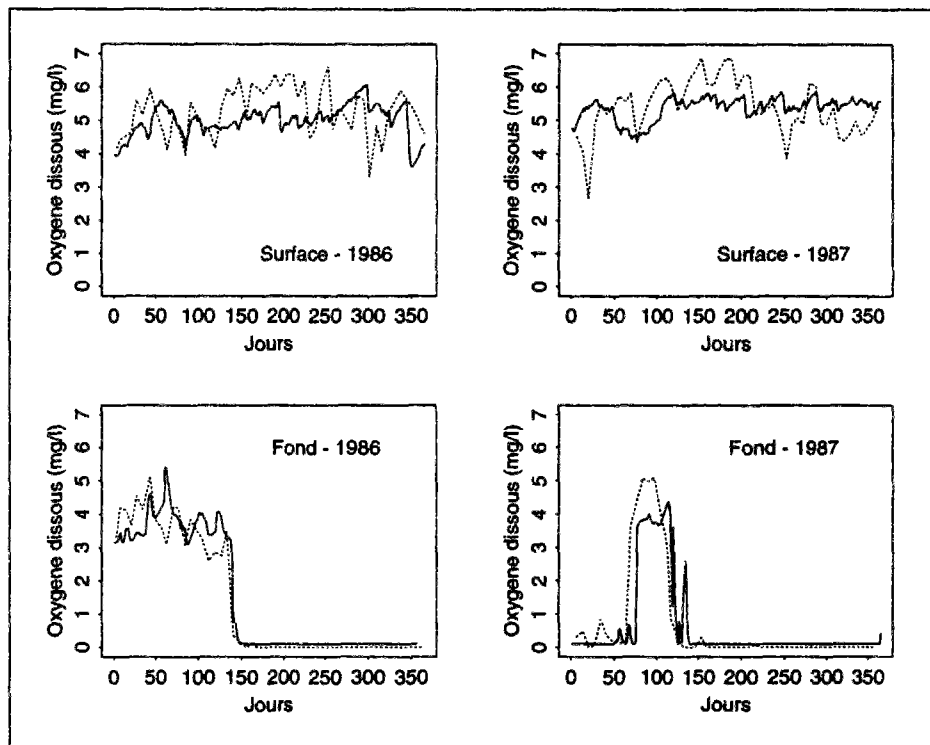 Oxygene dissous (mg/l)
0 1 2 3 4 5 6 7
Surface - 1986
0 50 100 150 200 250 300 350
Jours
Oxygene dissous (mg/l)
0 1 2 3 4 5 6 7
Surface - 1987
0 50 100 150 200 250 300 350
Jours
Oxygene dissous (mg/l)
0 1 2 3 4 5 6 7
Fond - 1986
0 50 100 150 200 250 300 350
Jours
Oxygene dissous (mg/l)
0 1 2 3 4 5 6 7
Fond - 1987
0 50 100 150 200 250 300 350
Jours